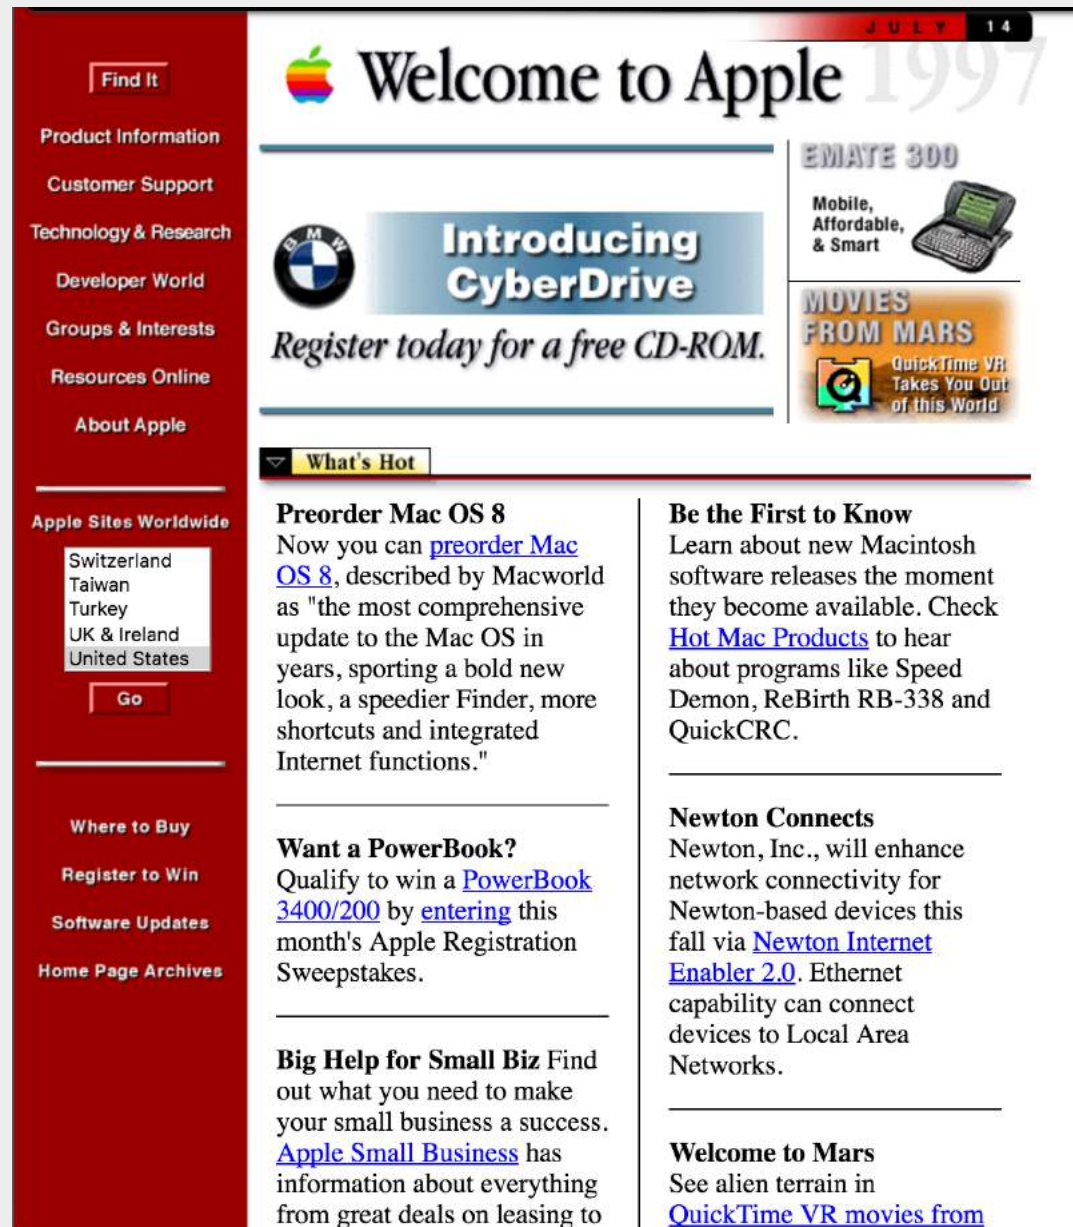 JULY 14
1997
Welcome to Apple
Find It
Product Information
Customer Support
Technology & Research
Developer World
Groups & Interests
Resources Online
About Apple
Apple Sites Worldwide
Switzerland
Taiwan
Turkey
UK & Ireland
United States
Go
Where to Buy
Register to Win
Software Updates
Home Page Archives
BMW
Introducing
CyberDrive
Register today for a free CD-ROM.
EMATE 300
Mobile,
Affordable,
& Smart
MOVIES
FROM MARS
QuickTime VR
Takes You Out
of this World
What's Hot
Preorder Mac OS 8
Now you can preorder Mac
OS 8, described by Macworld
as "the most comprehensive
update to the Mac OS in
years, sporting a bold new
look, a speedier Finder, more
shortcuts and integrated
Internet functions."
Want a PowerBook?
Qualify to win a PowerBook
3400/200 by entering this
month's Apple Registration
Sweepstakes.
Big Help for Small Biz Find
out what you need to make
your small business a success.
Apple Small Business has
information about everything
from great deals on leasing to
Be the First to Know
Learn about new Macintosh
software releases the moment
they become available. Check
Hot Mac Products to hear
about programs like Speed
Demon, ReBirth RB-338 and
QuickCRC.
Newton Connects
Newton, Inc., will enhance
network connectivity for
Newton-based devices this
fall via Newton Internet
Enabler 2.0. Ethernet
capability can connect
devices to Local Area
Networks.
Welcome to Mars
See alien terrain in
QuickTime VR movies from